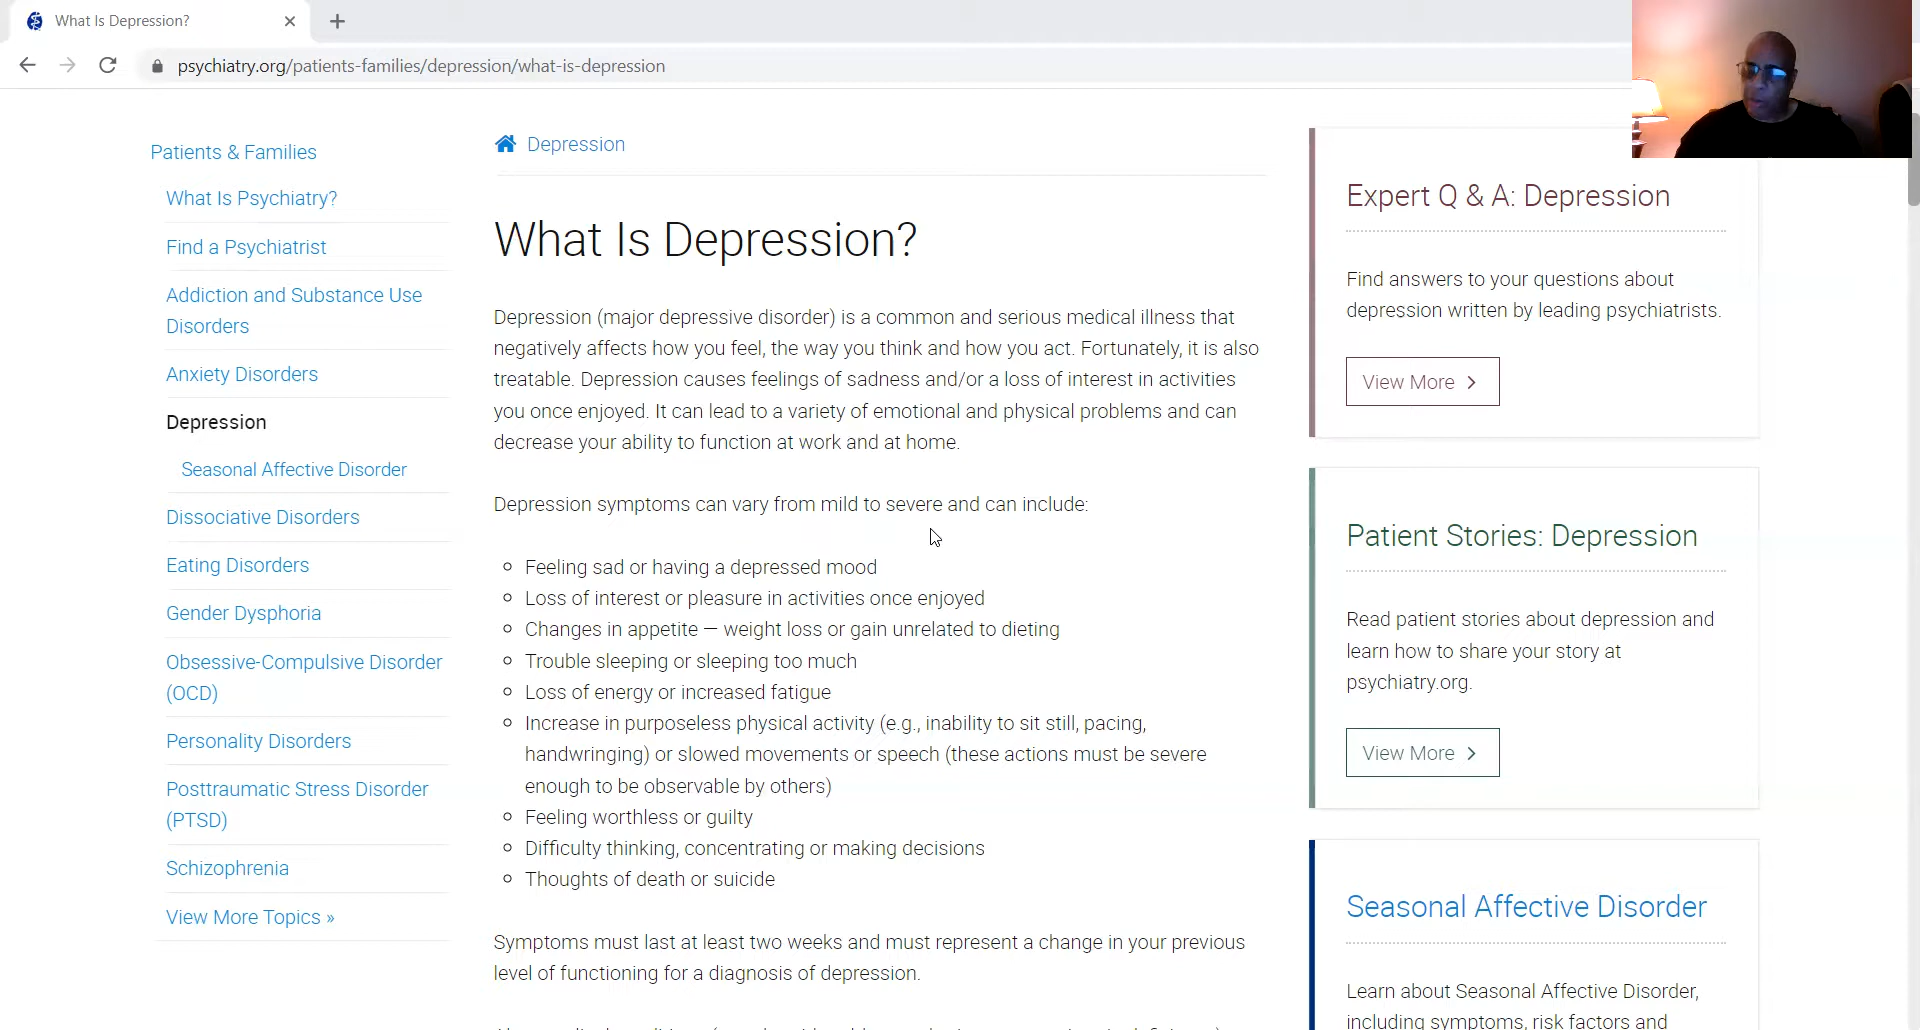 What Is Depression?
psychiatry.org/patients-families/depression/what-is-depression
Patients & Families
What Is Psychiatry?
Find a Psychiatrist
Addiction and Substance Use
Disorders
Anxiety Disorders
Depression
Seasonal Affective Disorder
Dissociative Disorders
Eating Disorders
Gender Dysphoria
Obsessive-Compulsive Disorder
(OCD)
Personality Disorders
Posttraumatic Stress Disorder
(PTSD)
Schizophrenia
View More Topics »
Depression
What Is Depression?
Depression (major depressive disorder) is a common and serious medical illness that
negatively affects how you feel, the way you think and how you act. Fortunately, it is also
treatable. Depression causes feelings of sadness and/or a loss of interest in activities
you once enjoyed. It can lead to a variety of emotional and physical problems and can
decrease your ability to function at work and at home.
Depression symptoms can vary from mild to severe and can include:
Feeling sad or having a depressed mood
Loss of interest or pleasure in activities once enjoyed
Changes in appetite — weight loss or gain unrelated to dieting
Trouble sleeping or sleeping too much
Loss of energy or increased fatigue
Increase in purposeless physical activity (e.g., inability to sit still, pacing,
handwringing) or slowed movements or speech (these actions must be severe
enough to be observable by others)
Feeling worthless or guilty
Difficulty thinking, concentrating or making decisions
Thoughts of death or suicide
Symptoms must last at least two weeks and must represent a change in your previous
level of functioning for a diagnosis of depression.
Expert Q & A: Depression
Find answers to your questions about
depression written by leading psychiatrists.
View More
Patient Stories: Depression
Read patient stories about depression and
learn how to share your story at
psychiatry.org.
View More
Seasonal Affective Disorder
Learn about Seasonal Affective Disorder,
including symptoms, risk factors and